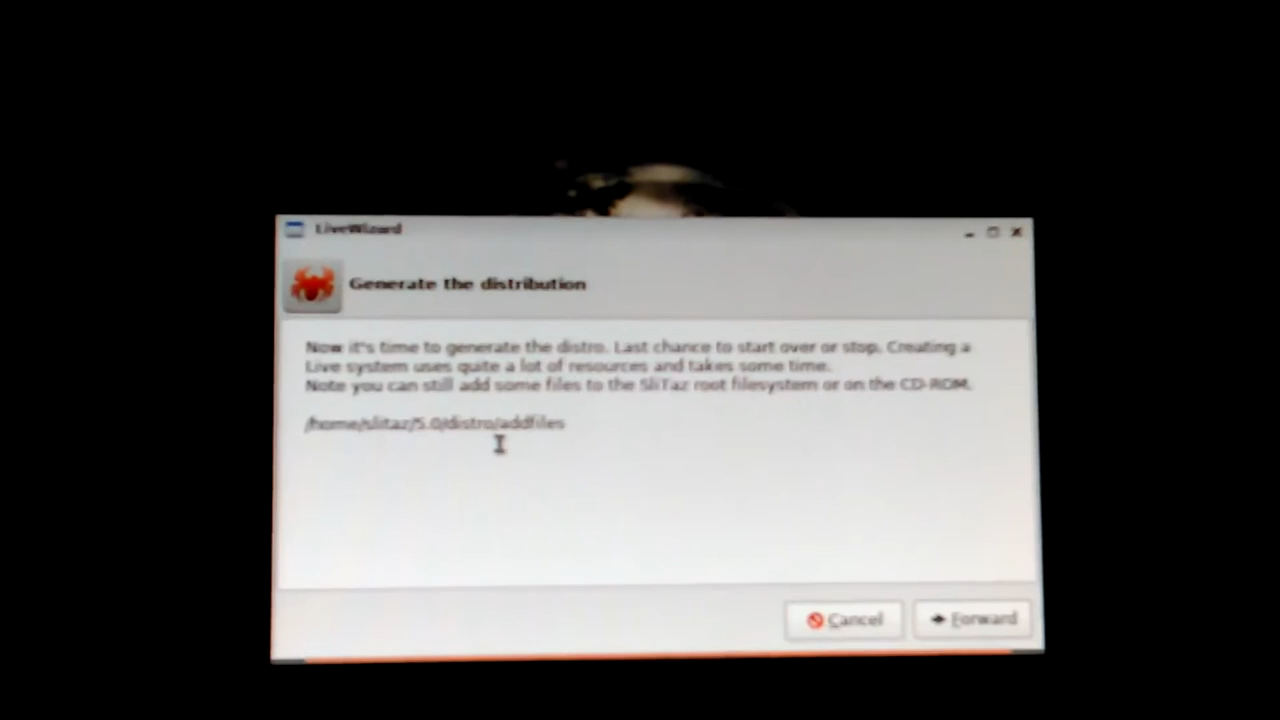 LiveWizard
Generate the distribution
Now it's time to generate the distro. Last chance to start over or stop. Creating a
Live system uses quite a lot of resources and takes some time.
Note you can still add some files to the SliTaz root filesystem or on the CD-ROM.
/home/slitaz/5.0/distro/addfiles
Cancel
Forward